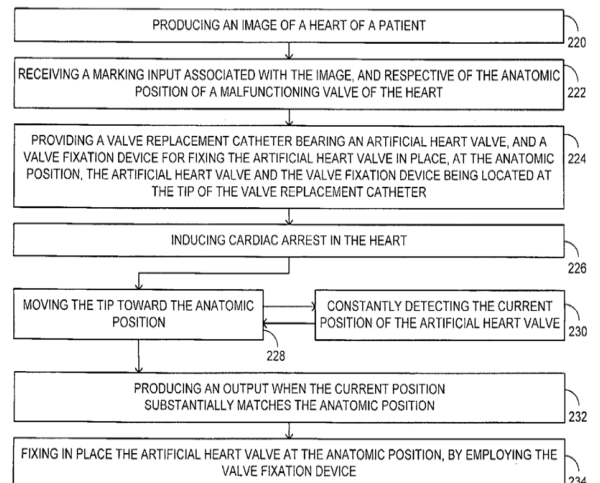 PRODUCING AN IMAGE OF A HEART OF A PATIENT
220
RECEIVING A MARKING INPUT ASSOCIATED WITH THE IMAGE, AND RESPECTIVE OF THE ANATOMIC
POSITION OF A MALFUNCTIONING VALVE OF THE HEART
222
PROVIDING A VALVE REPLACEMENT CATHETER BEARING AN ARTIFICIAL HEART VALVE, AND A
VALVE FIXATION DEVICE FOR FIXING THE ARTIFICIAL HEART VALVE IN PLACE, AT THE ANATOMIC
POSITION, THE ARTIFICIAL HEART VALVE AND THE VALVE FIXATION DEVICE BEING LOCATED AT
THE TIP OF THE VALVE REPLACEMENT CATHETER
224
INDUCING CARDIAC ARREST IN THE HEART
226
MOVING THE TIP TOWARD THE ANATOMIC
POSITION
228
CONSTANTLY DETECTING THE CURRENT
POSITION OF THE ARTIFICIAL HEART VALVE
230
PRODUCING AN OUTPUT WHEN THE CURRENT POSITION
SUBSTANTIALLY MATCHES THE ANATOMIC POSITION
232
FIXING IN PLACE THE ARTIFICIAL HEART VALVE AT THE ANATOMIC POSITION, BY EMPLOYING THE
VALVE FIXATION DEVICE
234